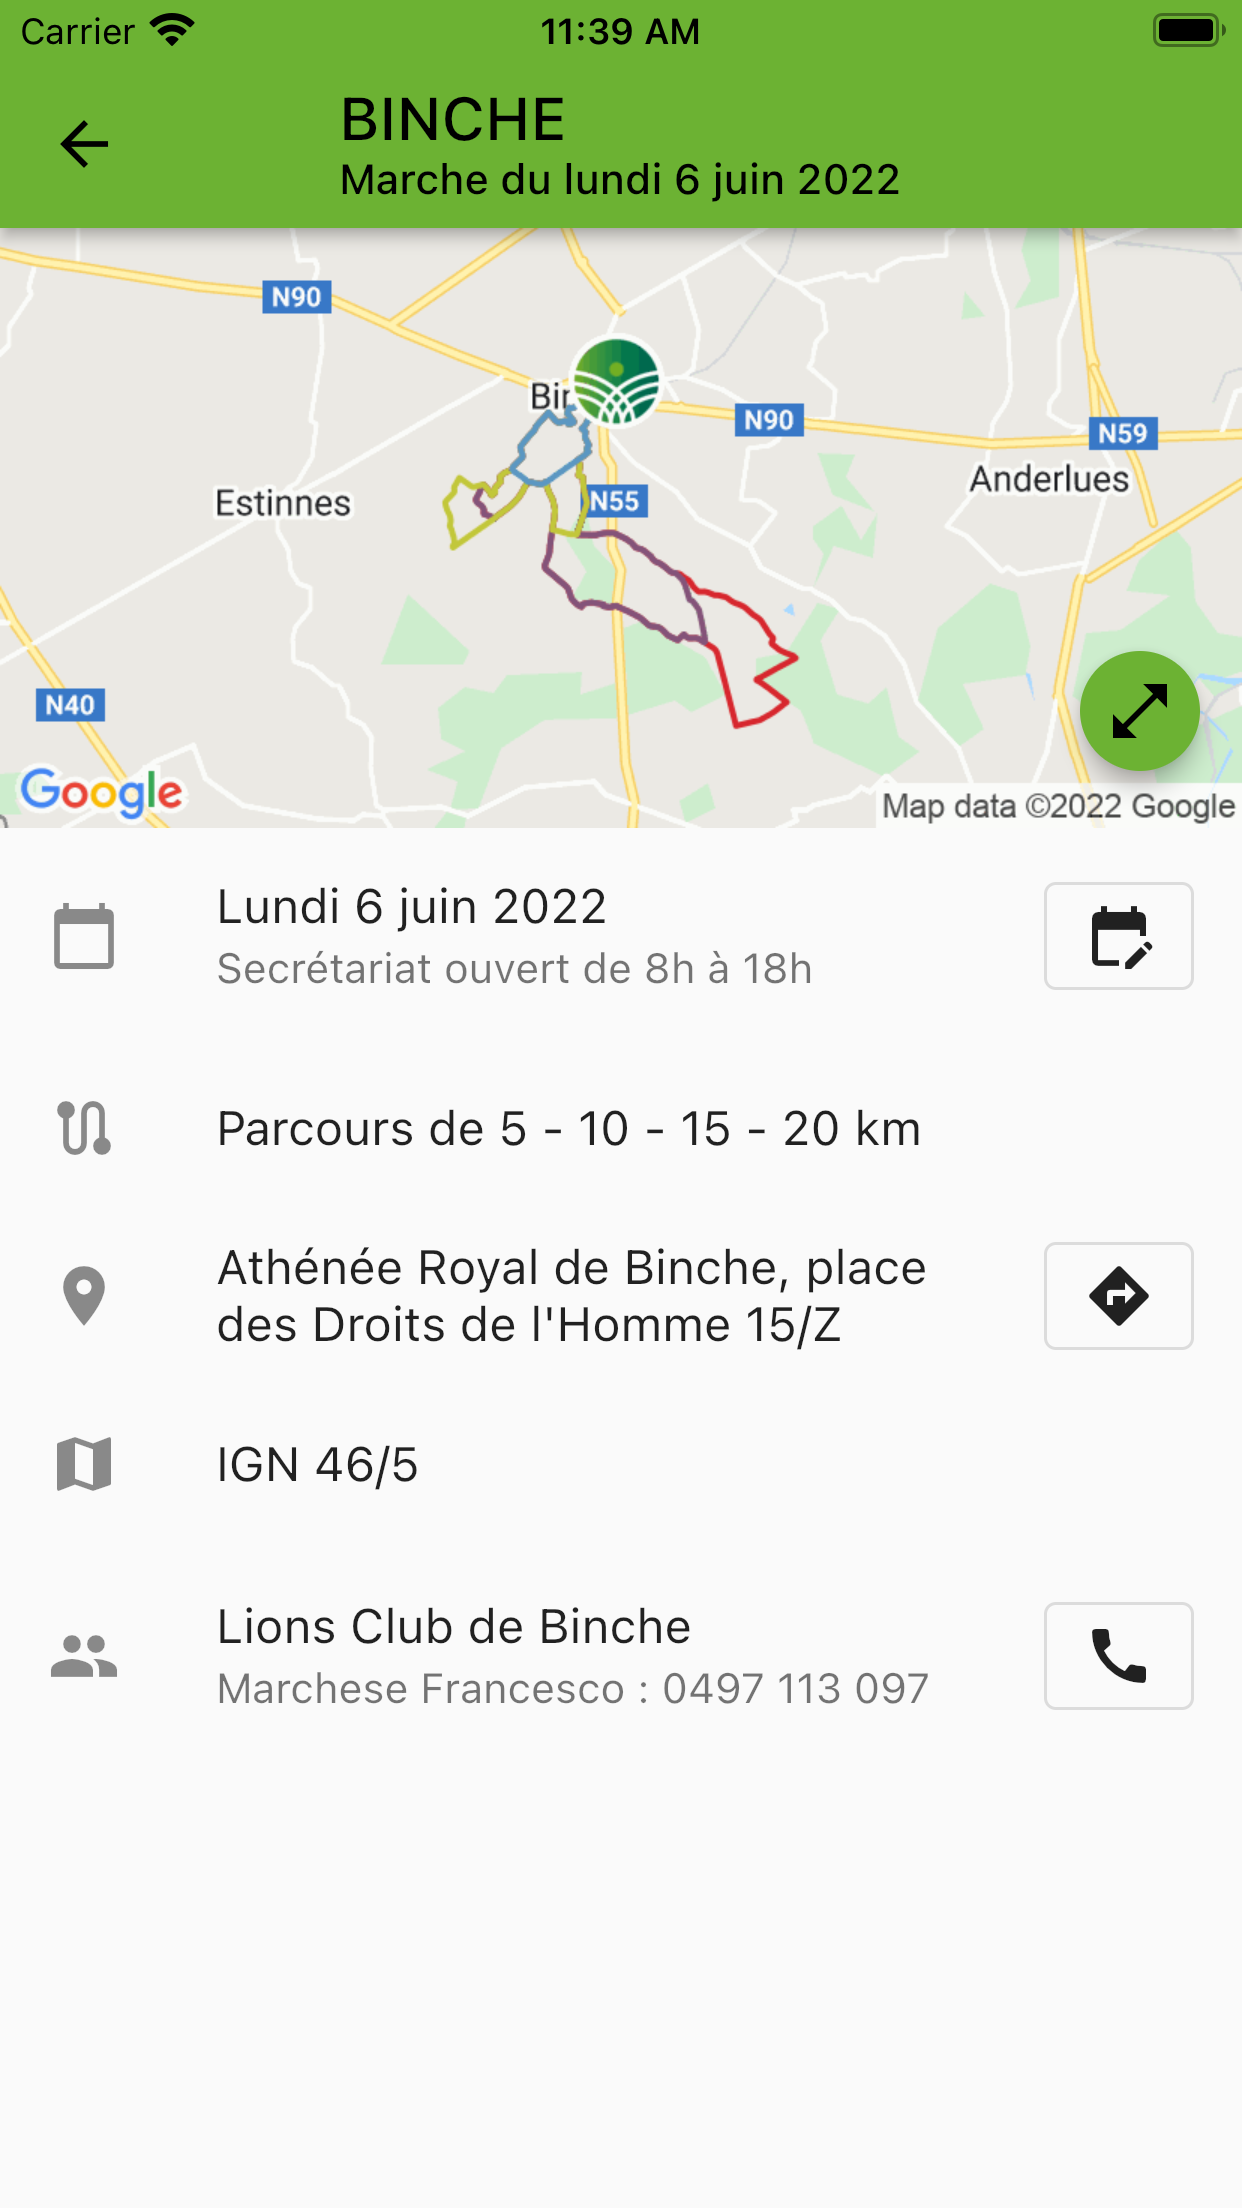 Carrier
11:39 AM
BINCHE
Marche du lundi 6 juin 2022
N90
N90
N59
Anderlues
Estinnes
N55
N40
Google
Map data ©2022 Google
Lundi 6 juin 2022
Secrétariat ouvert de 8h à 18h
Parcours de 5 - 10 - 15 - 20 km
Athénée Royal de Binche, place
des Droits de l'Homme 15/Z
IGN 46/5
Lions Club de Binche
Marchese Francesco : 0497 113 097